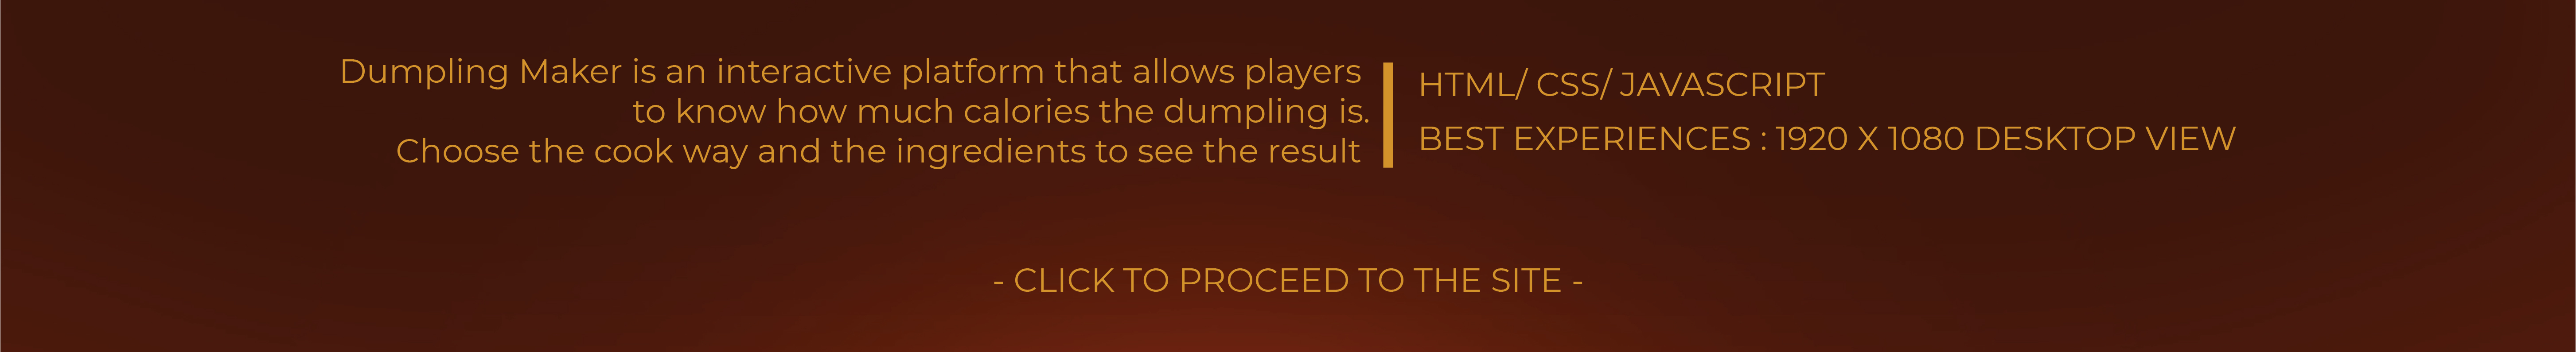 Dumpling Maker is an interactive platform that allows players
to know how much calories the dumpling is.
Choose the cook way and the ingredients to see the result
HTML/ CSS/ JAVASCRIPT
BEST EXPERIENCES : 1920 X 1080 DESKTOP VIEW
- CLICK TO PROCEED TO THE SITE -